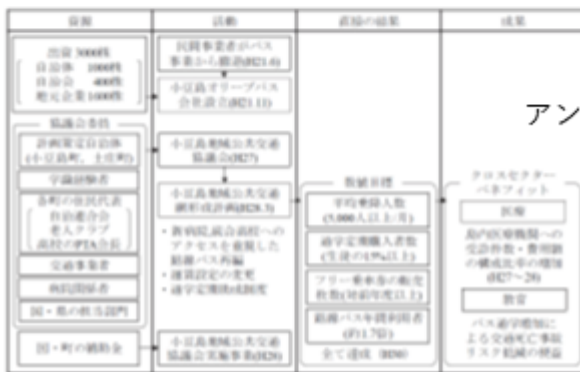 資源
活動
直接の結果
成果
出資3000株
自治体 1000株
自治会 400株
地元企業1600株
協議会委員
計画策定自治体
(小豆島町、土庄町)
学識経験者
各町の住民代表
自治連合会
老人クラブ
高校のPTA会長
交通事業者
病院関係者
国・県の担当部門
国・町の補助金
民間事業者がバス
事業から撤退(H21.6)
小豆島オリーブバス
会社設立(H21.11)
小豆島地域公共交通
協議会(H27)
小豆島地域公共交通
網形成計画(H28.3)
・新病院、統合高校への
アクセスを重視した
路線バス再編
・運賃設定の変更
・通学定期購成制度
小豆島地域公共交通
協議会実施事業(H28)
数値目標
平均乗降人数
(5,000人以上/月)
通学定期購入者数
(生徒の15%以上)
フリー乗車券の販売
枚数(対前年度以上)
路線バス年間利用者
(約1.7倍)
全て達成(H30)
クロスセクター
ベネフィット
医療
島内医療機関への
受診件数・費用額
の構成比率の増加
(H27~28)
教育
バス通学増加に
よる交通死亡事故
リスク低減の便益
アン